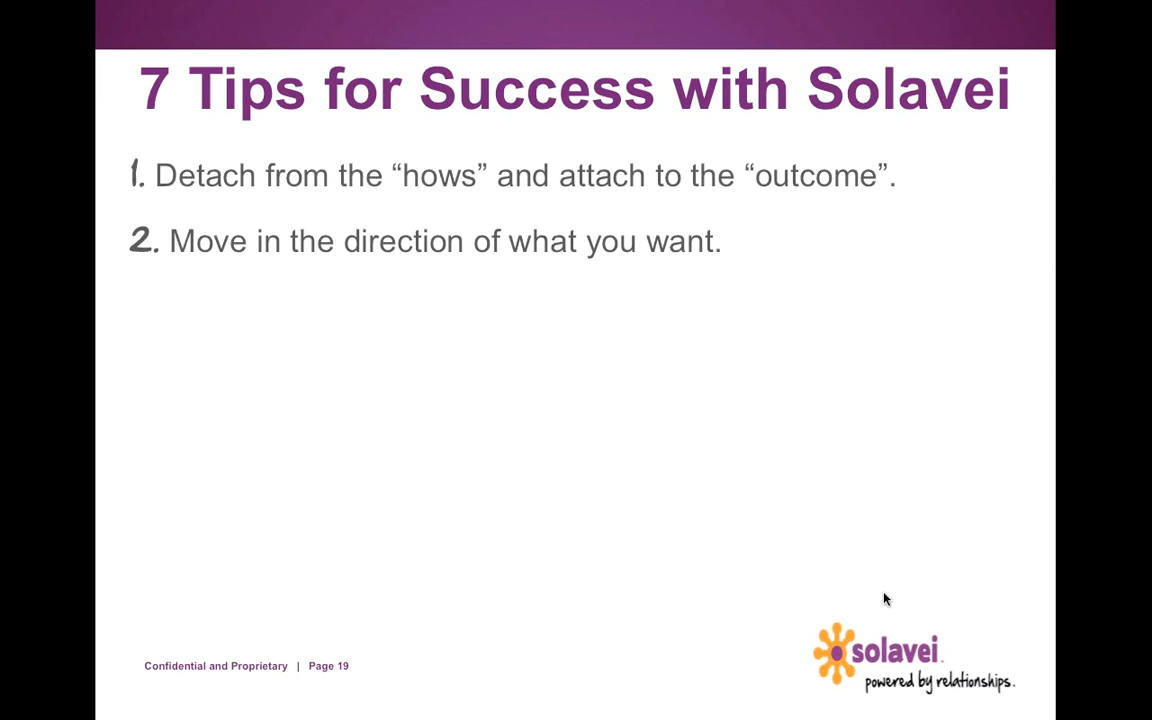 7 Tips for Success with Solavei
1. Detach from the “hows” and attach to the “outcome”.
2. Move in the direction of what you want.
Confidential and Proprietary | Page 19
solavei
powered by relationships.